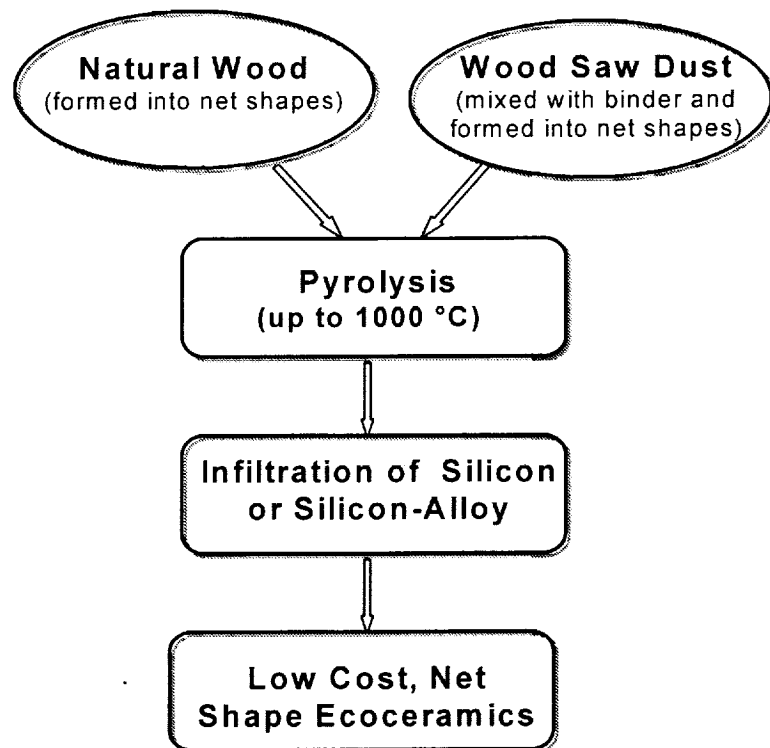 Natural Wood
(formed into net shapes)
Wood Saw Dust
(mixed with binder and
formed into net shapes)
Pyrolysis
(up to 1000 °C)
Infiltration of Silicon
or Silicon-Alloy
Low Cost, Net
Shape Ecoceramics